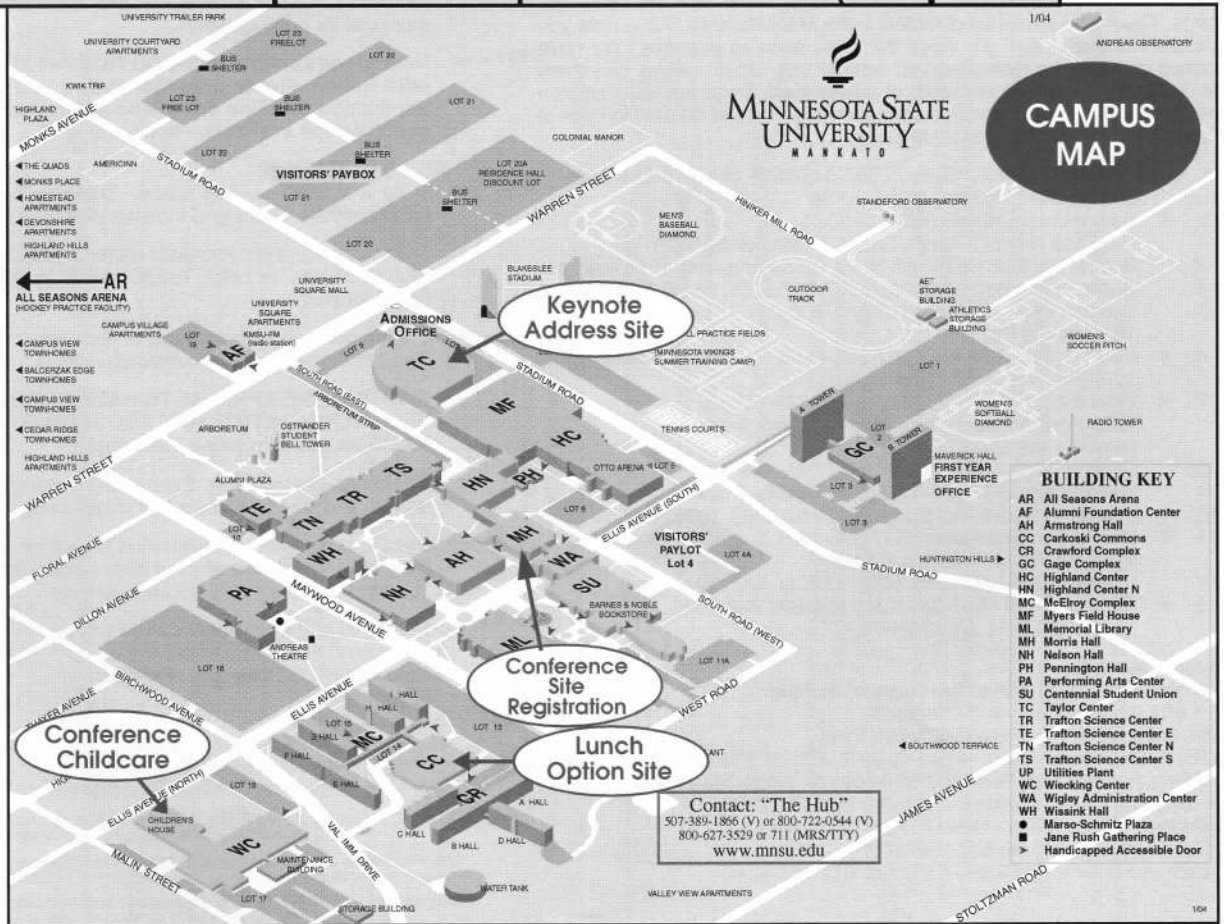 1/04
UNIVERSITY TRAILER PARK
ANDREAS OBSERVATORY
UNIVERSITY COURTYARD
APARTMENTS
LOT 23
FREELOT
BUS
SHELTER
LOT 22
KWIK TRIP
HIGHLAND
PLAZA
MONKS AVENUE
LOT 23
FREE LOT
BUS
SHELTER
LOT 21
MINNESOTA STATE
UNIVERSITY
MANKATO
CAMPUS
MAP
COLONIAL MANOR
LOT 22
STADIUM ROAD
AMERICINN
BUS
SHELTER
VISITORS' PAYBOX
LOT 21
LOT 20A
RESIDENCE HALL
DISCOUNT LOT
BUS
SHELTER
WARREN STREET
HINIKER MILL ROAD
STANDEFORD OBSERVATORY
THE QUADS
MONKS PLACE
HOMESTEAD
APARTMENTS
DEVONSHIRE
APARTMENTS
HIGHLAND HILLS
APARTMENTS
AR
ALL SEASONS ARENA
(HOCKEY PRACTICE FACILITY)
LOT 20
MEN'S
BASEBALL
DIAMOND
BLAKESLEE
STADIUM
OUTDOOR
TRACK
AET
STORAGE
BUILDING
ATHLETICS
STORAGE
BUILDING
WOMEN'S
SOCCER PITCH
UNIVERSITY
SQUARE MALL
UNIVERSITY
SQUARE
APARTMENTS
KMSU-FM
(radio station)
CAMPUS VILLAGE
APARTMENTS
LOT
19
AF
ADMISSIONS
OFFICE
LOT 9
TC
Keynote
Address Site
PRACTICE FIELDS
(MINNESOTA VIKINGS
SUMMER TRAINING CAMP)
STADIUM ROAD
LOT 1
CAMPUS VIEW
TOWNHOMES
BALCERZAK EDGE
TOWNHOMES
CAMPUS VIEW
TOWNHOMES
CEDAR RIDGE
TOWNHOMES
HIGHLAND HILLS
APARTMENTS
WARREN STREET
SOUTH ROAD (EAST)
ARBORETUM STRIP
ARBORETUM
OSTRANDER
STUDENT
BELL TOWER
ALUMNI PLAZA
MF
HC
TENNIS COURTS
A TOWER
B TOWER
LOT
2
GC
LOT 3
LOT 3
WOMEN'S
SOFTBALL
DIAMOND
RADIO TOWER
MAVERICK HALL
FIRST YEAR
EXPERIENCE
OFFICE
OTTO ARENA
LOT 5
TE
TN
TR
TS
HN
PH
LOT 6
ELLIS AVENUE (SOUTH)
VISITORS'
PAYLOT
Lot 4
LOT 4A
HUNTINGTON HILLS
STADIUM ROAD
FLORAL AVENUE
DILLON AVENUE
WH
MAYWOOD AVENUE
NH
AH
MH
WA
SU
BARNES & NOBLE
BOOKSTORE
SOUTH ROAD (WEST)
PA
ANDREAS
THEATRE
ML
LOT 11A
WEST ROAD
LOT 16
BIRCHWOOD AVENUE
ELLIS AVENUE
Conference
Site
Registration
Conference
Childcare
I HALL
H HALL
LOT 15
MC
LOT 14
F HALL
E HALL
LOT 13
CC
Lunch
Option Site
CR
A HALL
C HALL
B HALL
D HALL
SOUTHWOOD TERRACE
JAMES AVENUE
ELLIS AVENUE (NORTH)
CHILDREN'S
HOUSE
WC
MAINTENANCE
BUILDING
VAL IMM DRIVE
MALIN STREET
LOT 17
STORAGE BUILDING
WATER TANK
VALLEY VIEW APARTMENTS
STOLTZMAN ROAD
Contact: "The Hub"
507-389-1866 (V) or 800-722-0544 (V)
800-627-3529 or 711 (MRS/TTY)
www.mnsu.edu
BUILDING KEY
AR All Seasons Arena
AF Alumni Foundation Center
AH Armstrong Hall
CC Carkoski Commons
CR Crawford Complex
GC Gage Complex
HC Highland Center
HN Highland Center N
MC McElroy Complex
MF Myers Field House
ML Memorial Library
MH Morris Hall
NH Nelson Hall
PH Pennington Hall
PA Performing Arts Center
SU Centennial Student Union
TC Taylor Center
TR Trafton Science Center
TE Trafton Science Center E
TN Trafton Science Center N
TS Trafton Science Center S
UP Utilities Plant
WC Wiecking Center
WA Wigley Administration Center
WH Wissink Hall
● Marso-Schmitz Plaza
■ Jane Rush Gathering Place
➤ Handicapped Accessible Door
1/04